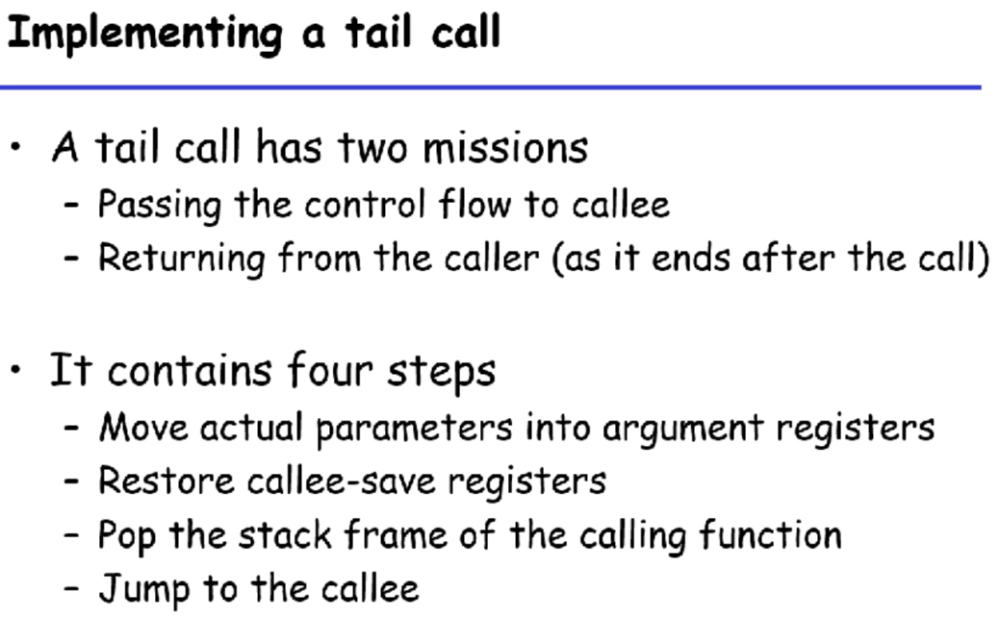 Implementing a tail call
• A tail call has two missions
- Passing the control flow to callee
- Returning from the caller (as it ends after the call)
• It contains four steps
- Move actual parameters into argument registers
- Restore callee-save registers
- Pop the stack frame of the calling function
- Jump to the callee